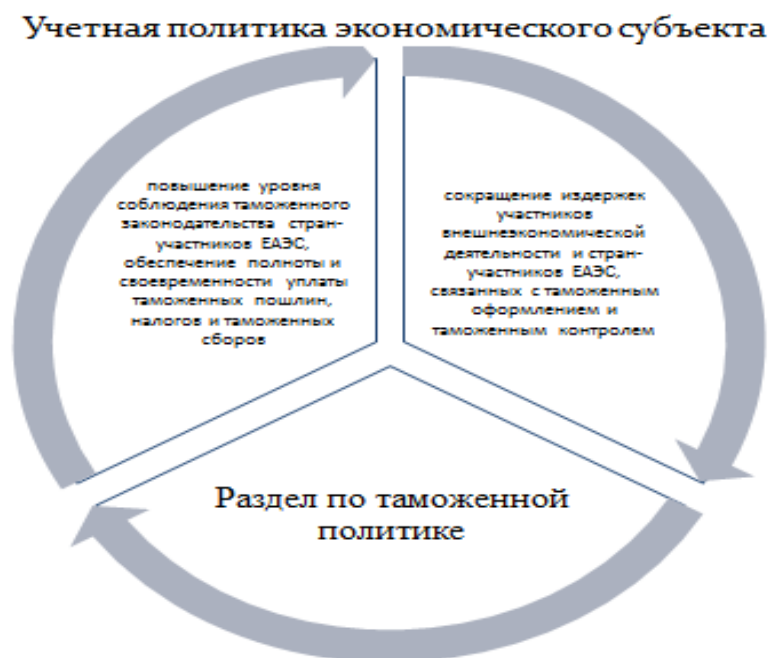 Учетная политика экономического субъекта
повышение уровня
соблюдения таможенного
законодательства стран-
участников ЕАЭС,
обеспечение полноты и
своевременности уплаты
таможенных пошлин,
налогов и таможенных
сборов
сокращение издержек
участников
внешнеэкономической
деятельности и стран-
участников ЕАЭС,
связанных с таможенным
оформлением и
таможенным контролем
Раздел по таможенной
политике